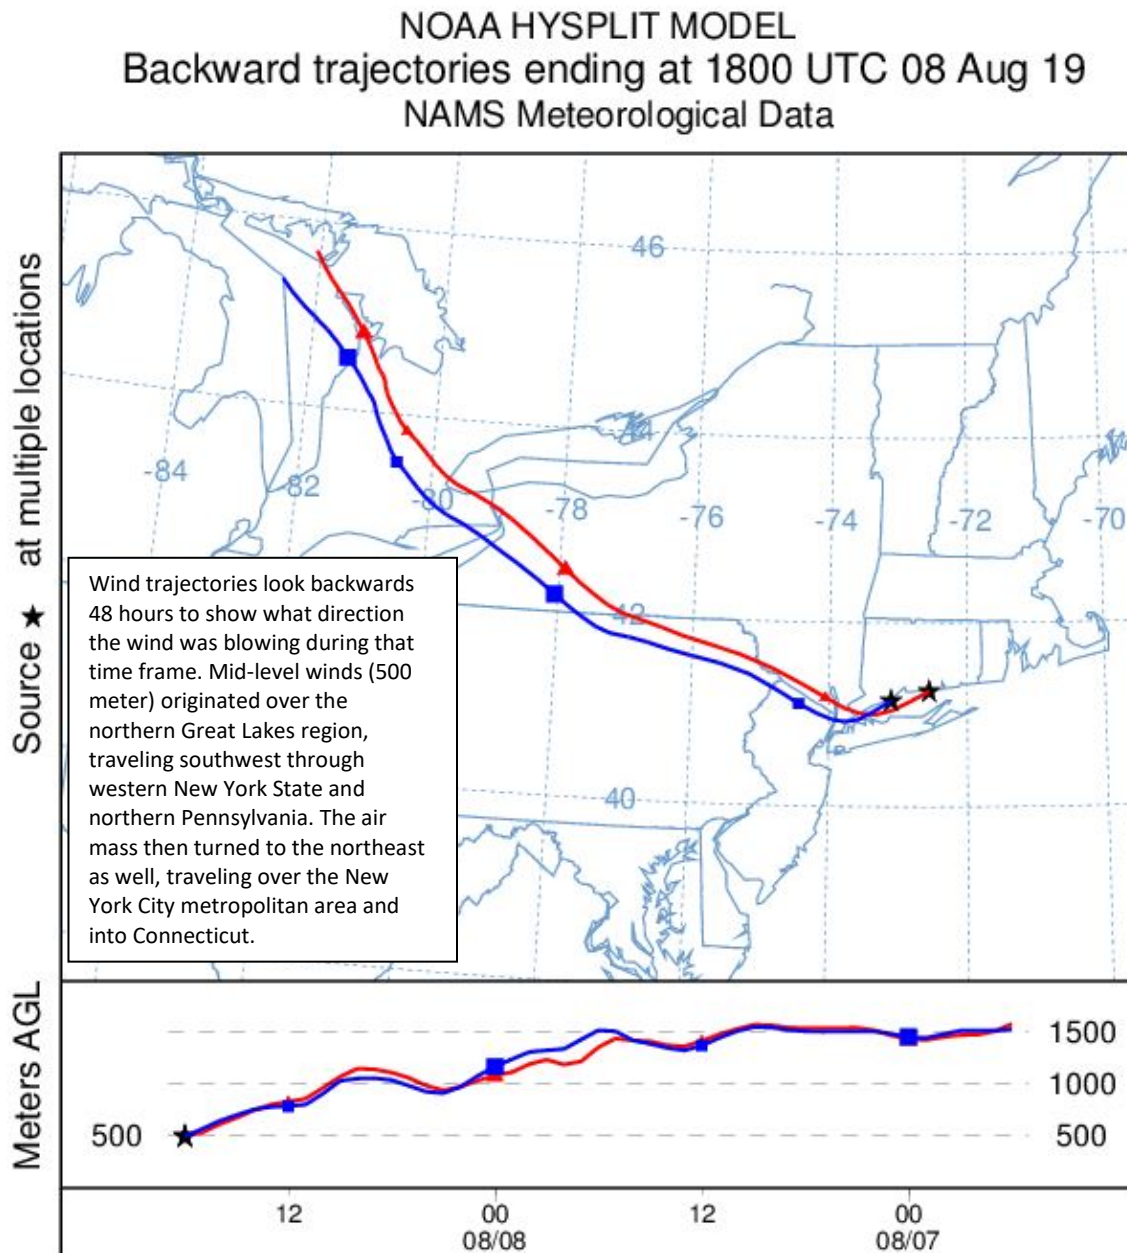 NOAA HYSPLIT MODEL
Backward trajectories ending at 1800 UTC 08 Aug 19
NAMS Meteorological Data
Source ★ at multiple locations
46
44
-84
-82
-80
-78
-76
-74
-72
-70
42
40
Wind trajectories look backwards
48 hours to show what direction
the wind was blowing during that
time frame. Mid-level winds (500
meter) originated over the
northern Great Lakes region,
traveling southwest through
western New York State and
northern Pennsylvania. The air
mass then turned to the northeast
as well, traveling over the New
York City metropolitan area and
into Connecticut.
Meters AGL
1500
1000
500
500
12
00
12
00
08/08
08/07